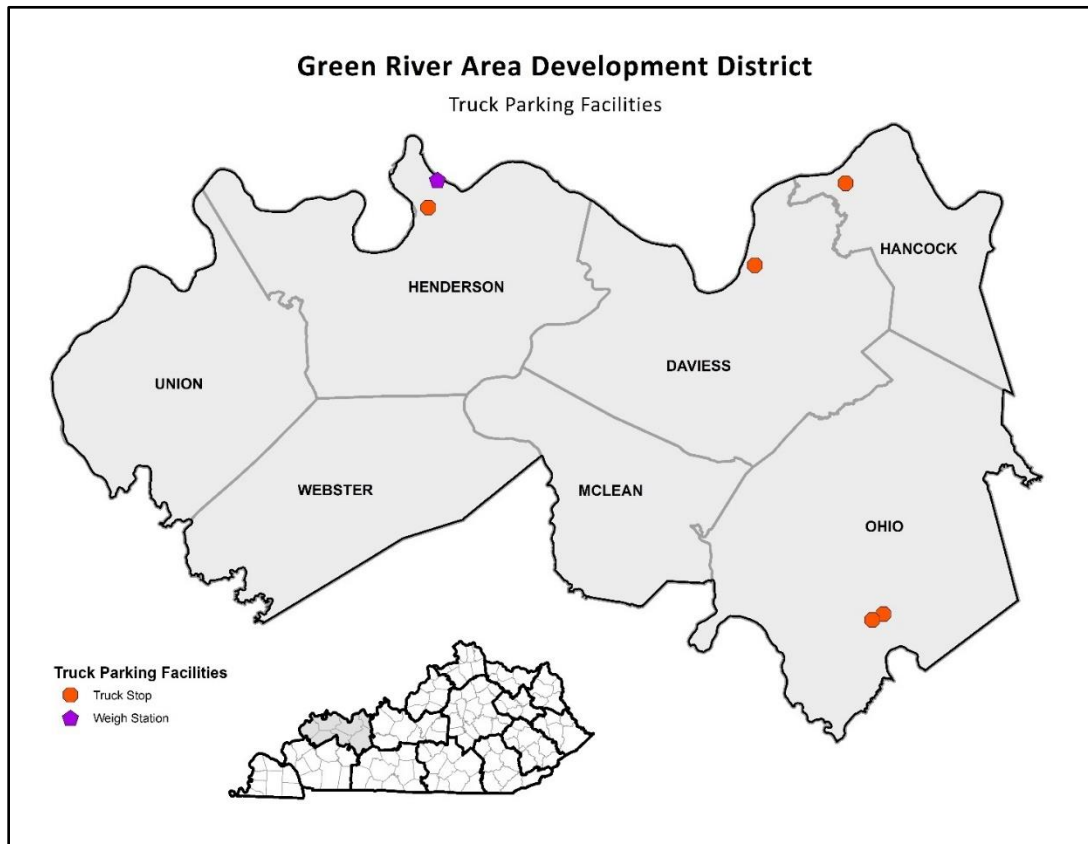 Green River Area Development District
Truck Parking Facilities
HANCOCK
HENDERSON
DAVIESS
UNION
WEBSTER
MCLEAN
OHIO
Truck Parking Facilities
Truck Stop
Weigh Station